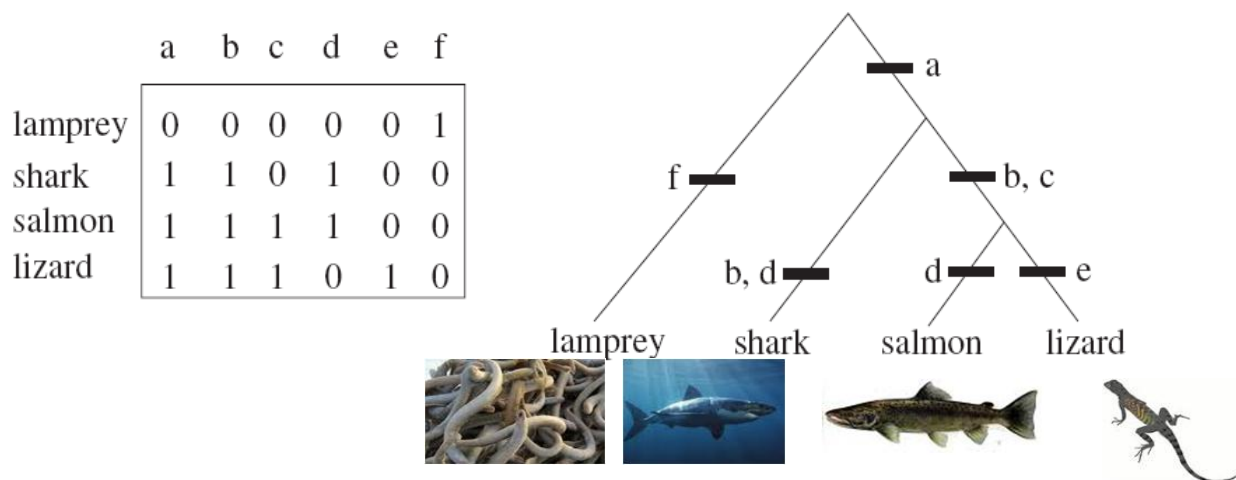 a b c d e f
lamprey 0 0 0 0 0 1
shark 1 1 0 1 0 0
salmon 1 1 1 1 0 0
lizard 1 1 1 0 1 0
a
f
b, c
b, d
d
e
lamprey shark salmon lizard